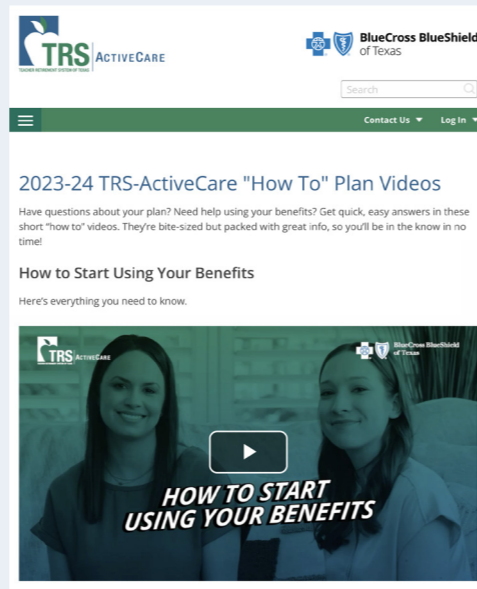 TRS ACTIVECARE
TEACHER RETIREMENT SYSTEM OF TEXAS
BlueCross BlueShield
of Texas
Search
Contact Us
Log In
2023-24 TRS-ActiveCare "How To" Plan Videos
Have questions about your plan? Need help using your benefits? Get quick, easy answers in these
short "how to" videos. They're bite-sized but packed with great info, so you'll be in the know in no
time!
How to Start Using Your Benefits
Here's everything you need to know.
TRS ACTIVECARE
BlueCross BlueShield
of Texas
HOW TO START
USING YOUR BENEFITS